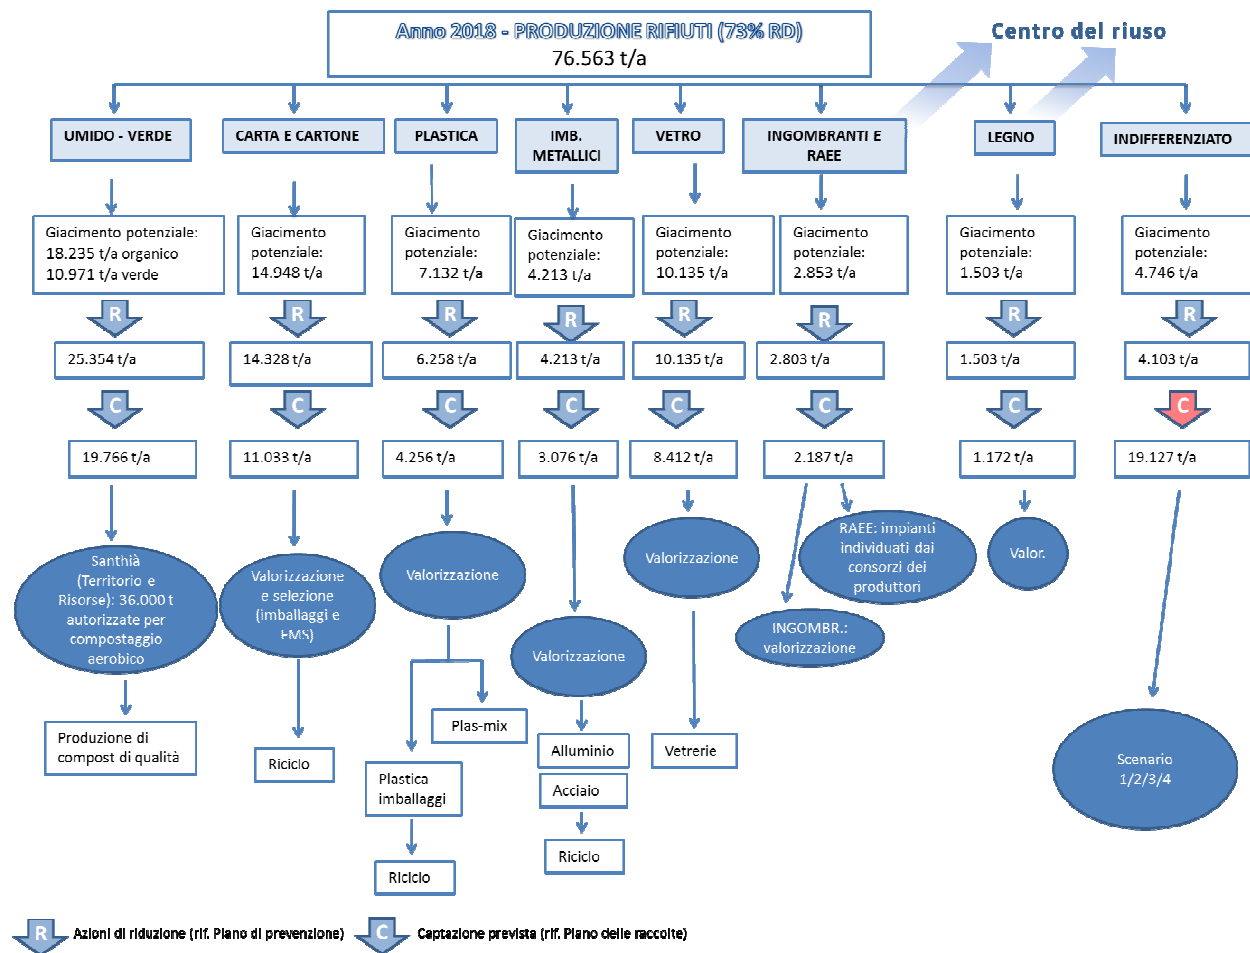 Anno 2018 - PRODUZIONE RIFIUTI (73% RD)
76.563 t/a
Centro del riuso
UMIDO - VERDE
CARTA E CARTONE
PLASTICA
IMB.
METALLICI
VETRO
INGOMBRANTI E
RAEE
LEGNO
INDIFFERENZIATO
Giacimento potenziale:
18.235 t/a organico
10.971 t/a verde
Giacimento
potenziale:
14.948 t/a
Giacimento
potenziale:
7.132 t/a
Giacimento
potenziale:
4.213 t/a
Giacimento
potenziale:
10.135 t/a
Giacimento
potenziale:
2.853 t/a
Giacimento
potenziale:
1.503 t/a
Giacimento
potenziale:
4.746 t/a
R
R
R
R
R
R
R
R
25.354 t/a
14.328 t/a
6.258 t/a
4.213 t/a
10.135 t/a
2.803 t/a
1.503 t/a
4.103 t/a
C
C
C
C
C
C
C
C
19.766 t/a
11.033 t/a
4.256 t/a
3.076 t/a
8.412 t/a
2.187 t/a
1.172 t/a
19.127 t/a
Santhià
(Territorio e
Risorse): 36.000 t
autorizzate per
compostaggio
aerobico
Valorizzazione
e selezione
(imballaggi e
FMS)
Valorizzazione
Valorizzazione
Valorizzazione
RAEE: impianti
individuati dai
consorzi dei
produttori
INGOMBR.:
valorizzazione
Valor.
Scenario
1/2/3/4
Produzione di
compost di qualità
Riciclo
Plas-mix
Plastica
imballaggi
Riciclo
Alluminio
Acciaio
Riciclo
Vetrerie
R
Azioni di riduzione (rif. Piano di prevenzione)
C
Captazione prevista (rif. Piano delle raccolte)